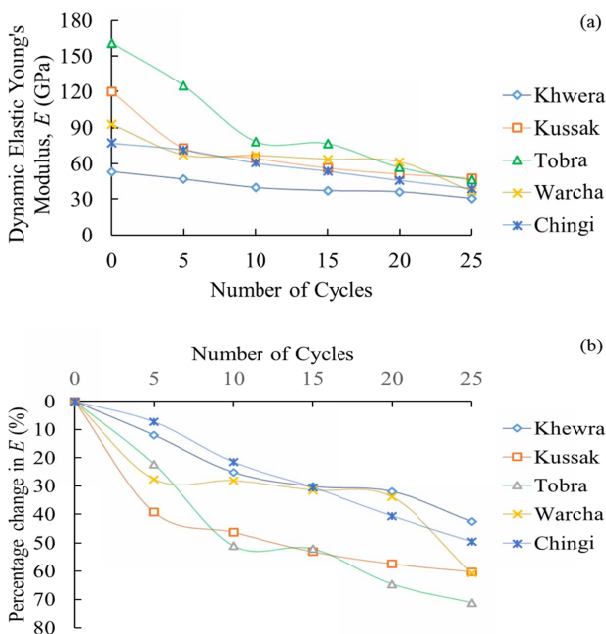 (a)
Dynamic Elastic Young's
Modulus, E (GPa)
180
150
120
90
60
30
0
0 5 10 15 20 25
Number of Cycles
Khwera
Kussak
Tobra
Warcha
Chingi
(b)
Number of Cycles
0 5 10 15 20 25
Percentage change in E (%)
0
10
20
30
40
50
60
70
80
Khewra
Kussak
Tobra
Warcha
Chingi